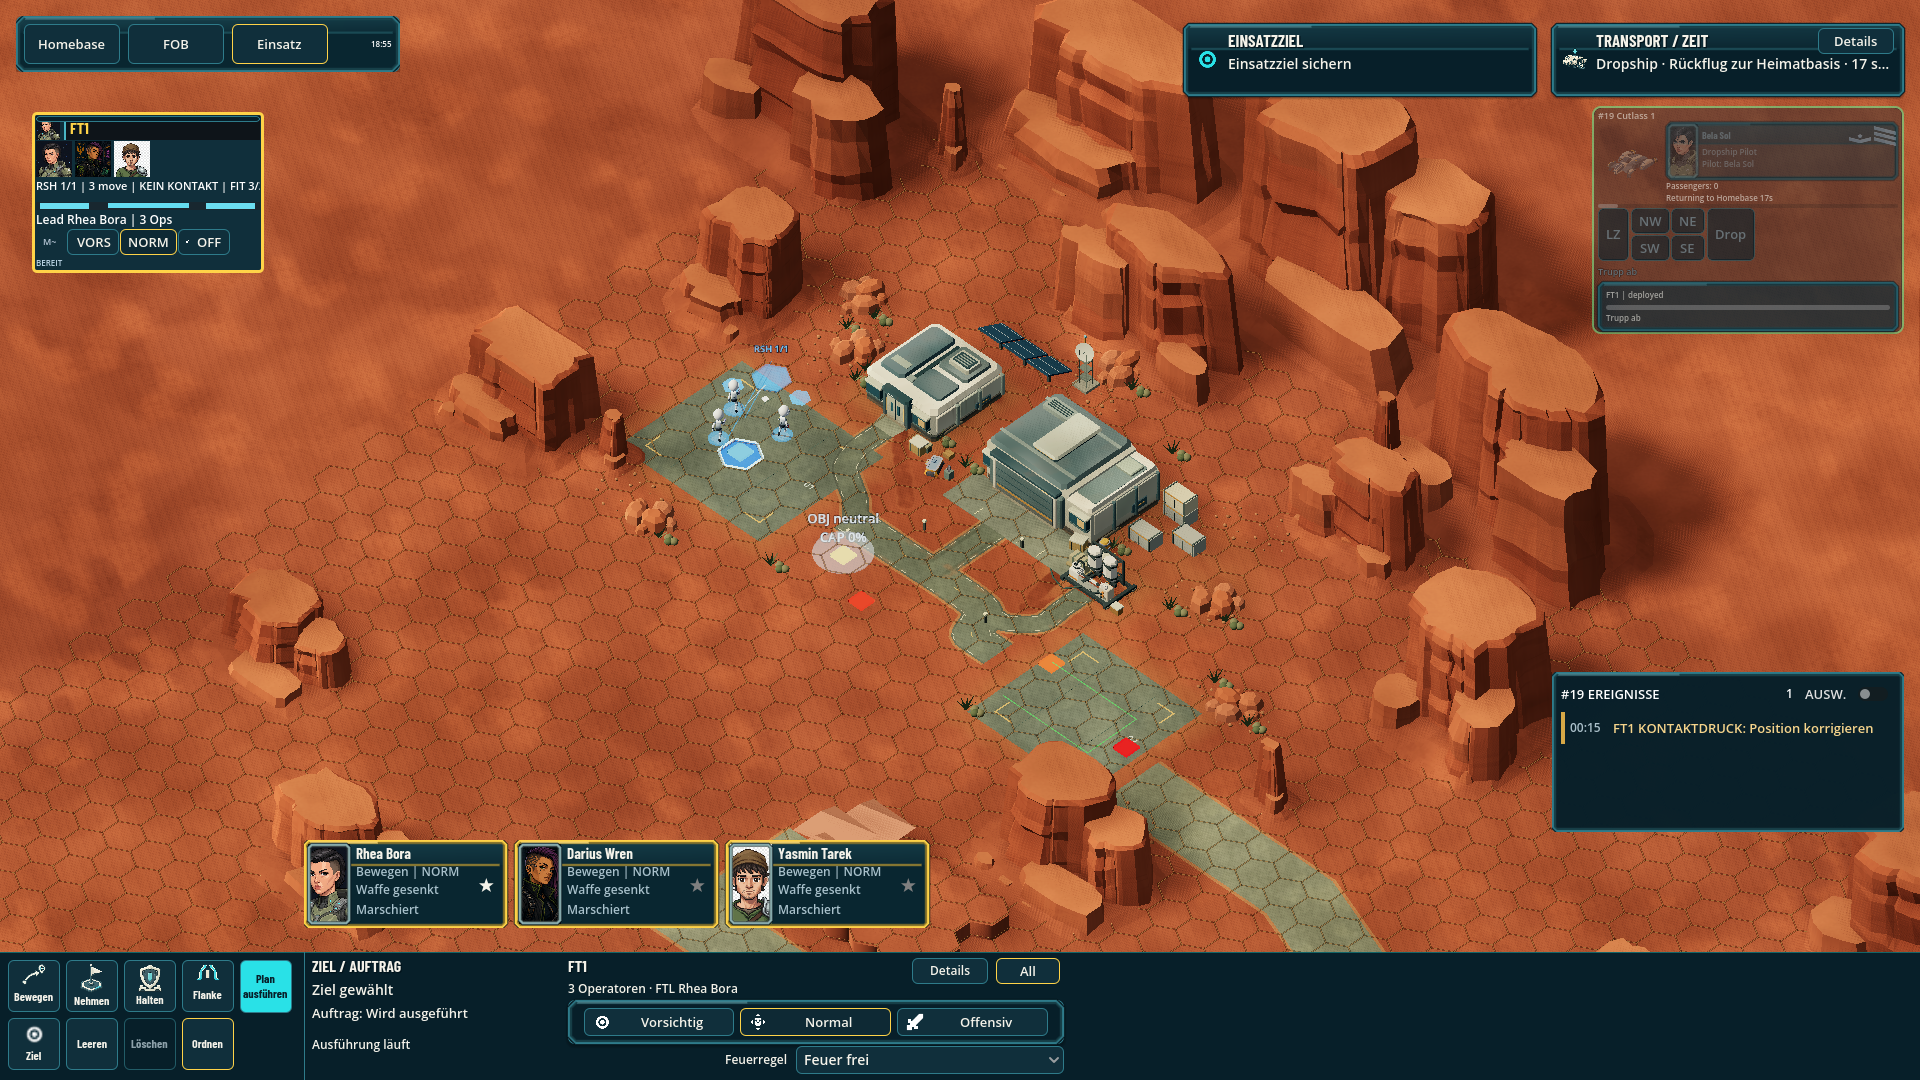 Homebase
FOB
Einsatz
18:55
EINSATZZIEL
Einsatzziel sichern
TRANSPORT / ZEIT
Details
Dropship · Rückflug zur Heimatbasis · 17 s...
FT1
RSH 1/1 | 3 move | KEIN KONTAKT | FIT 3/
Lead Rhea Bora | 3 Ops
M~
VORS
NORM
OFF
BEREIT
#19 Cutlass 1
Bela Sol
Dropship Pilot
Pilot: Bela Sol
Passengers: 0
Returning to Homebase 17s
LZ
NW
NE
SW
SE
Drop
Trupp ab
FT1 | deployed
Trupp ab
RSH 1/1
OBJ neutral
CAP 0%
#19 EREIGNISSE
1
AUSW.
00:15
FT1 KONTAKTDRUCK: Position korrigieren
Rhea Bora
Bewegen | NORM
Waffe gesenkt
Marschiert
Darius Wren
Bewegen | NORM
Waffe gesenkt
Marschiert
Yasmin Tarek
Bewegen | NORM
Waffe gesenkt
Marschiert
Bewegen
Nehmen
Halten
Flanke
Plan
ausführen
Ziel
Leeren
Löschen
Ordnen
ZIEL / AUFTRAG
Ziel gewählt
Auftrag: Wird ausgeführt
Ausführung läuft
FT1
3 Operatoren · FTL Rhea Bora
Details
All
Vorsichtig
Normal
Offensiv
Feuerregel
Feuer frei